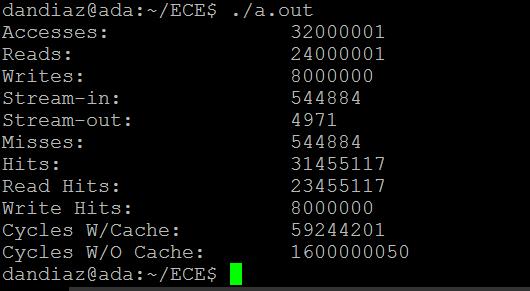 dandiaz@ada:~/ECE$ ./a.out
Accesses: 32000001
Reads: 24000001
Writes: 8000000
Stream-in: 544884
Stream-out: 4971
Misses: 544884
Hits: 31455117
Read Hits: 23455117
Write Hits: 8000000
Cycles W/Cache: 59244201
Cycles W/O Cache: 1600000050
dandiaz@ada:~/ECE$